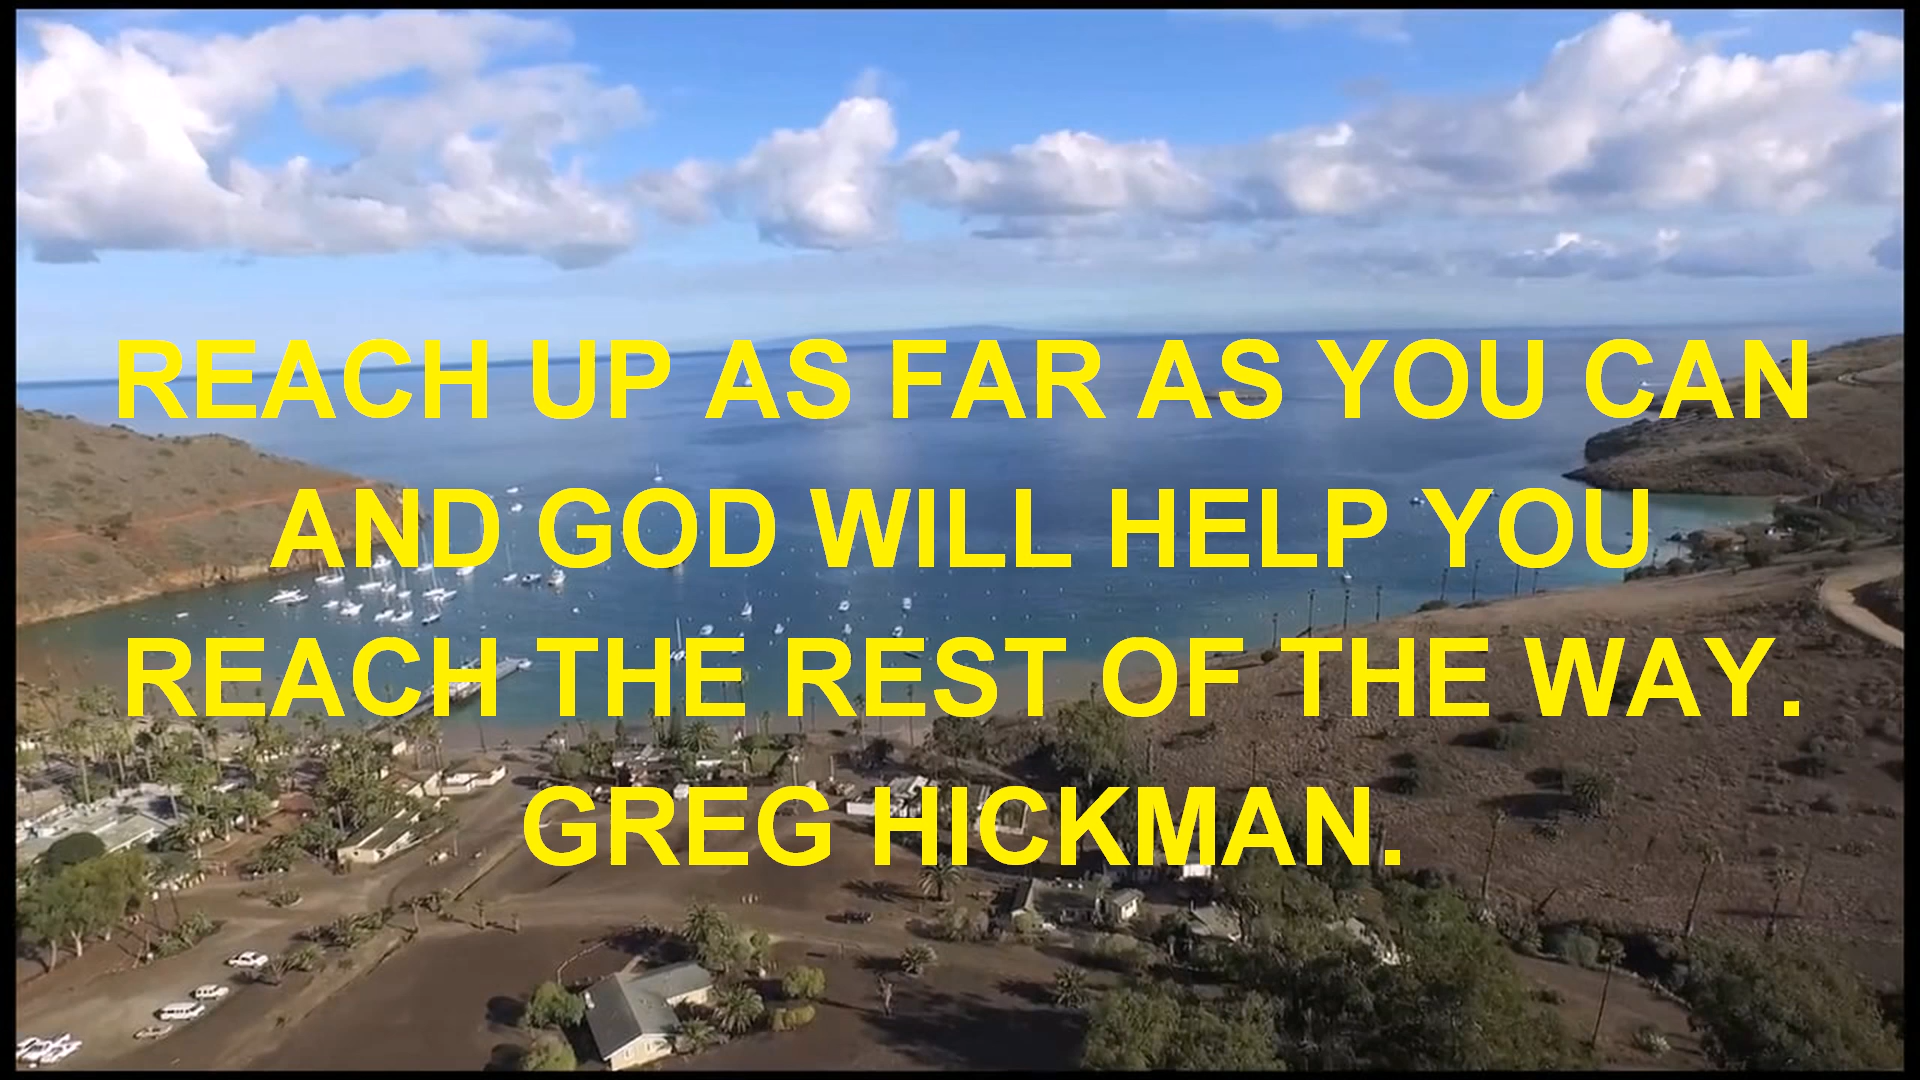 REACH UP AS FAR AS YOU CAN
AND GOD WILL HELP YOU
REACH THE REST OF THE WAY.
GREG HICKMAN.